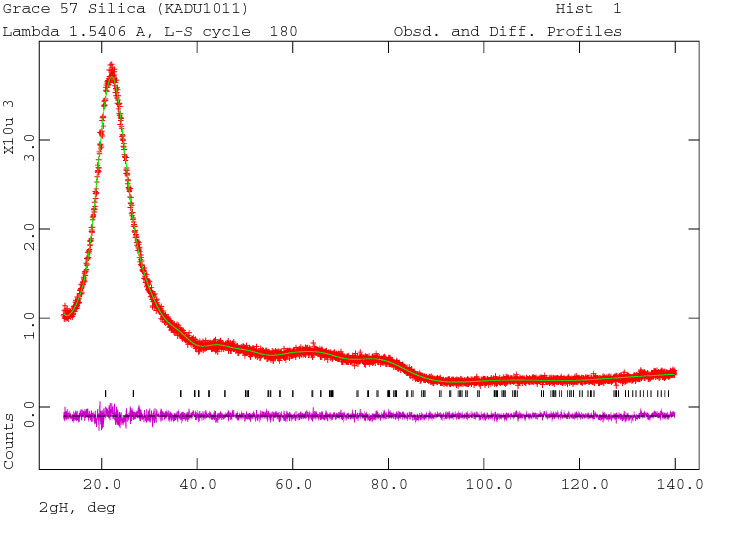 Grace 57 Silica (KADU1011) Hist 1
Lambda 1.5406 A, L-S cycle 180 Obsd. and Diff. Profiles
X10u 3
3.0
2.0
1.0
0.0
Counts
20.0 40.0 60.0 80.0 100.0 120.0 140.0
2gH, deg